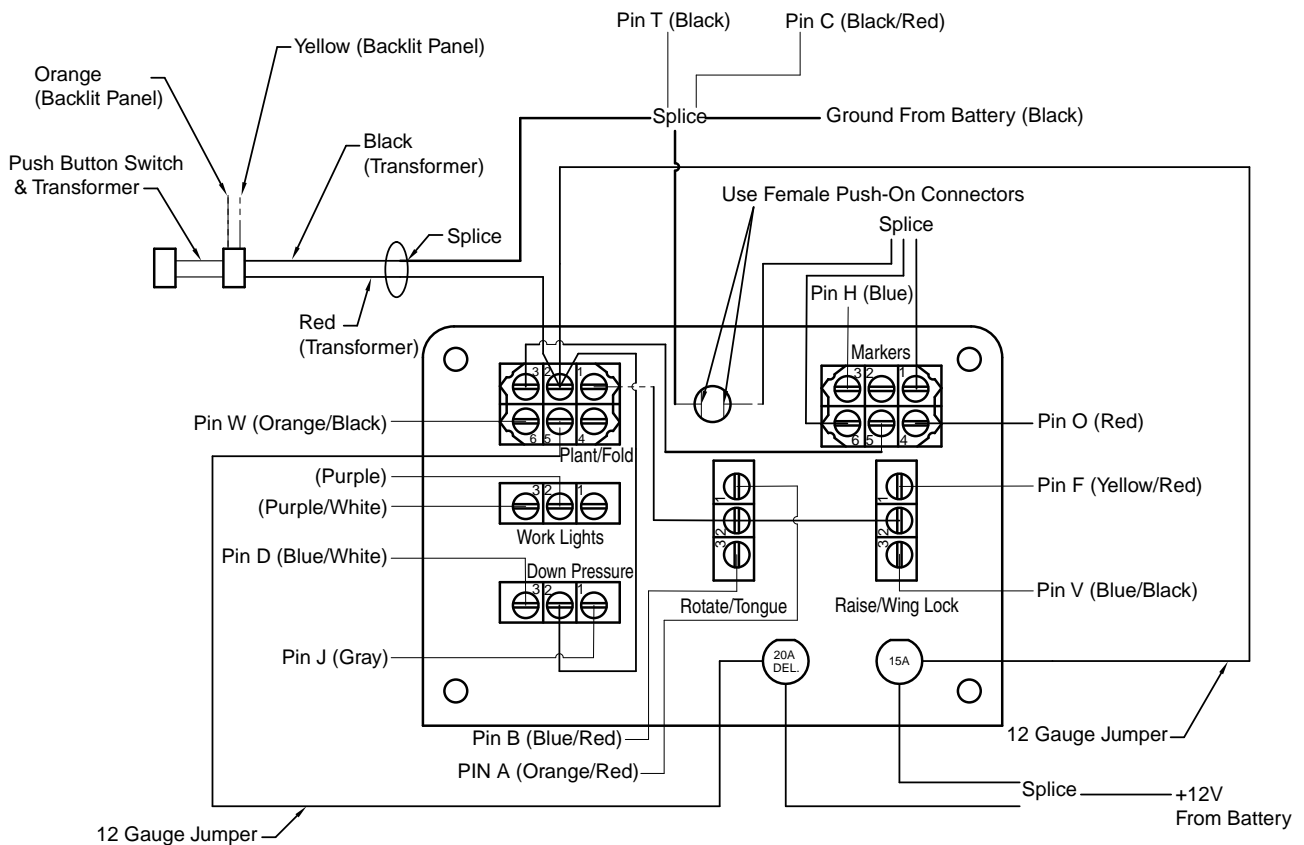 Pin T (Black)
Pin C (Black/Red)
Yellow (Backlit Panel)
Orange
(Backlit Panel)
Splice
Ground From Battery (Black)
Black
(Transformer)
Push Button Switch
& Transformer
Use Female Push-On Connectors
Splice
Splice
Pin H (Blue)
Red
(Transformer)
Markers
3 2 1
3 2 1
Pin W (Orange/Black)
Pin O (Red)
6 5 4
6 5 4
Plant/Fold
(Purple)
Pin F (Yellow/Red)
3 2 1
1
2
3
1
2
3
(Purple/White)
Work Lights
Pin D (Blue/White)
Down Pressure
3 2 1
Pin V (Blue/Black)
Rotate/Tongue
Raise/Wing Lock
Pin J (Gray)
20A
DEL.
15A
Pin B (Blue/Red)
12 Gauge Jumper
PIN A (Orange/Red)
Splice
+12V
From Battery
12 Gauge Jumper